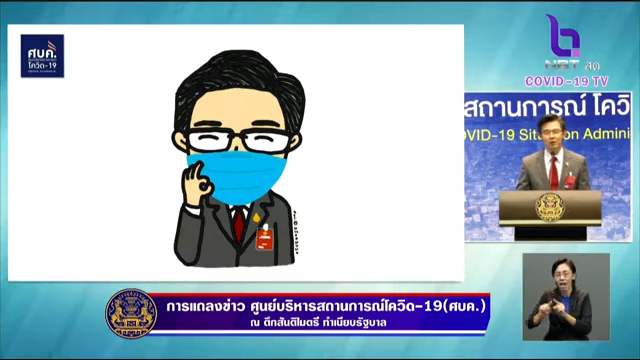 ศบค.
โควิด-19
NBT สด
COVID-19 TV
สถานการณ์ โควิ
OVID-19 Situation Admini
การแถลงข่าว ศูนย์บริหารสถานการณ์โควิด-19(ศบค.)
ณ ตึกสันติไมตรี ทำเนียบรัฐบาล